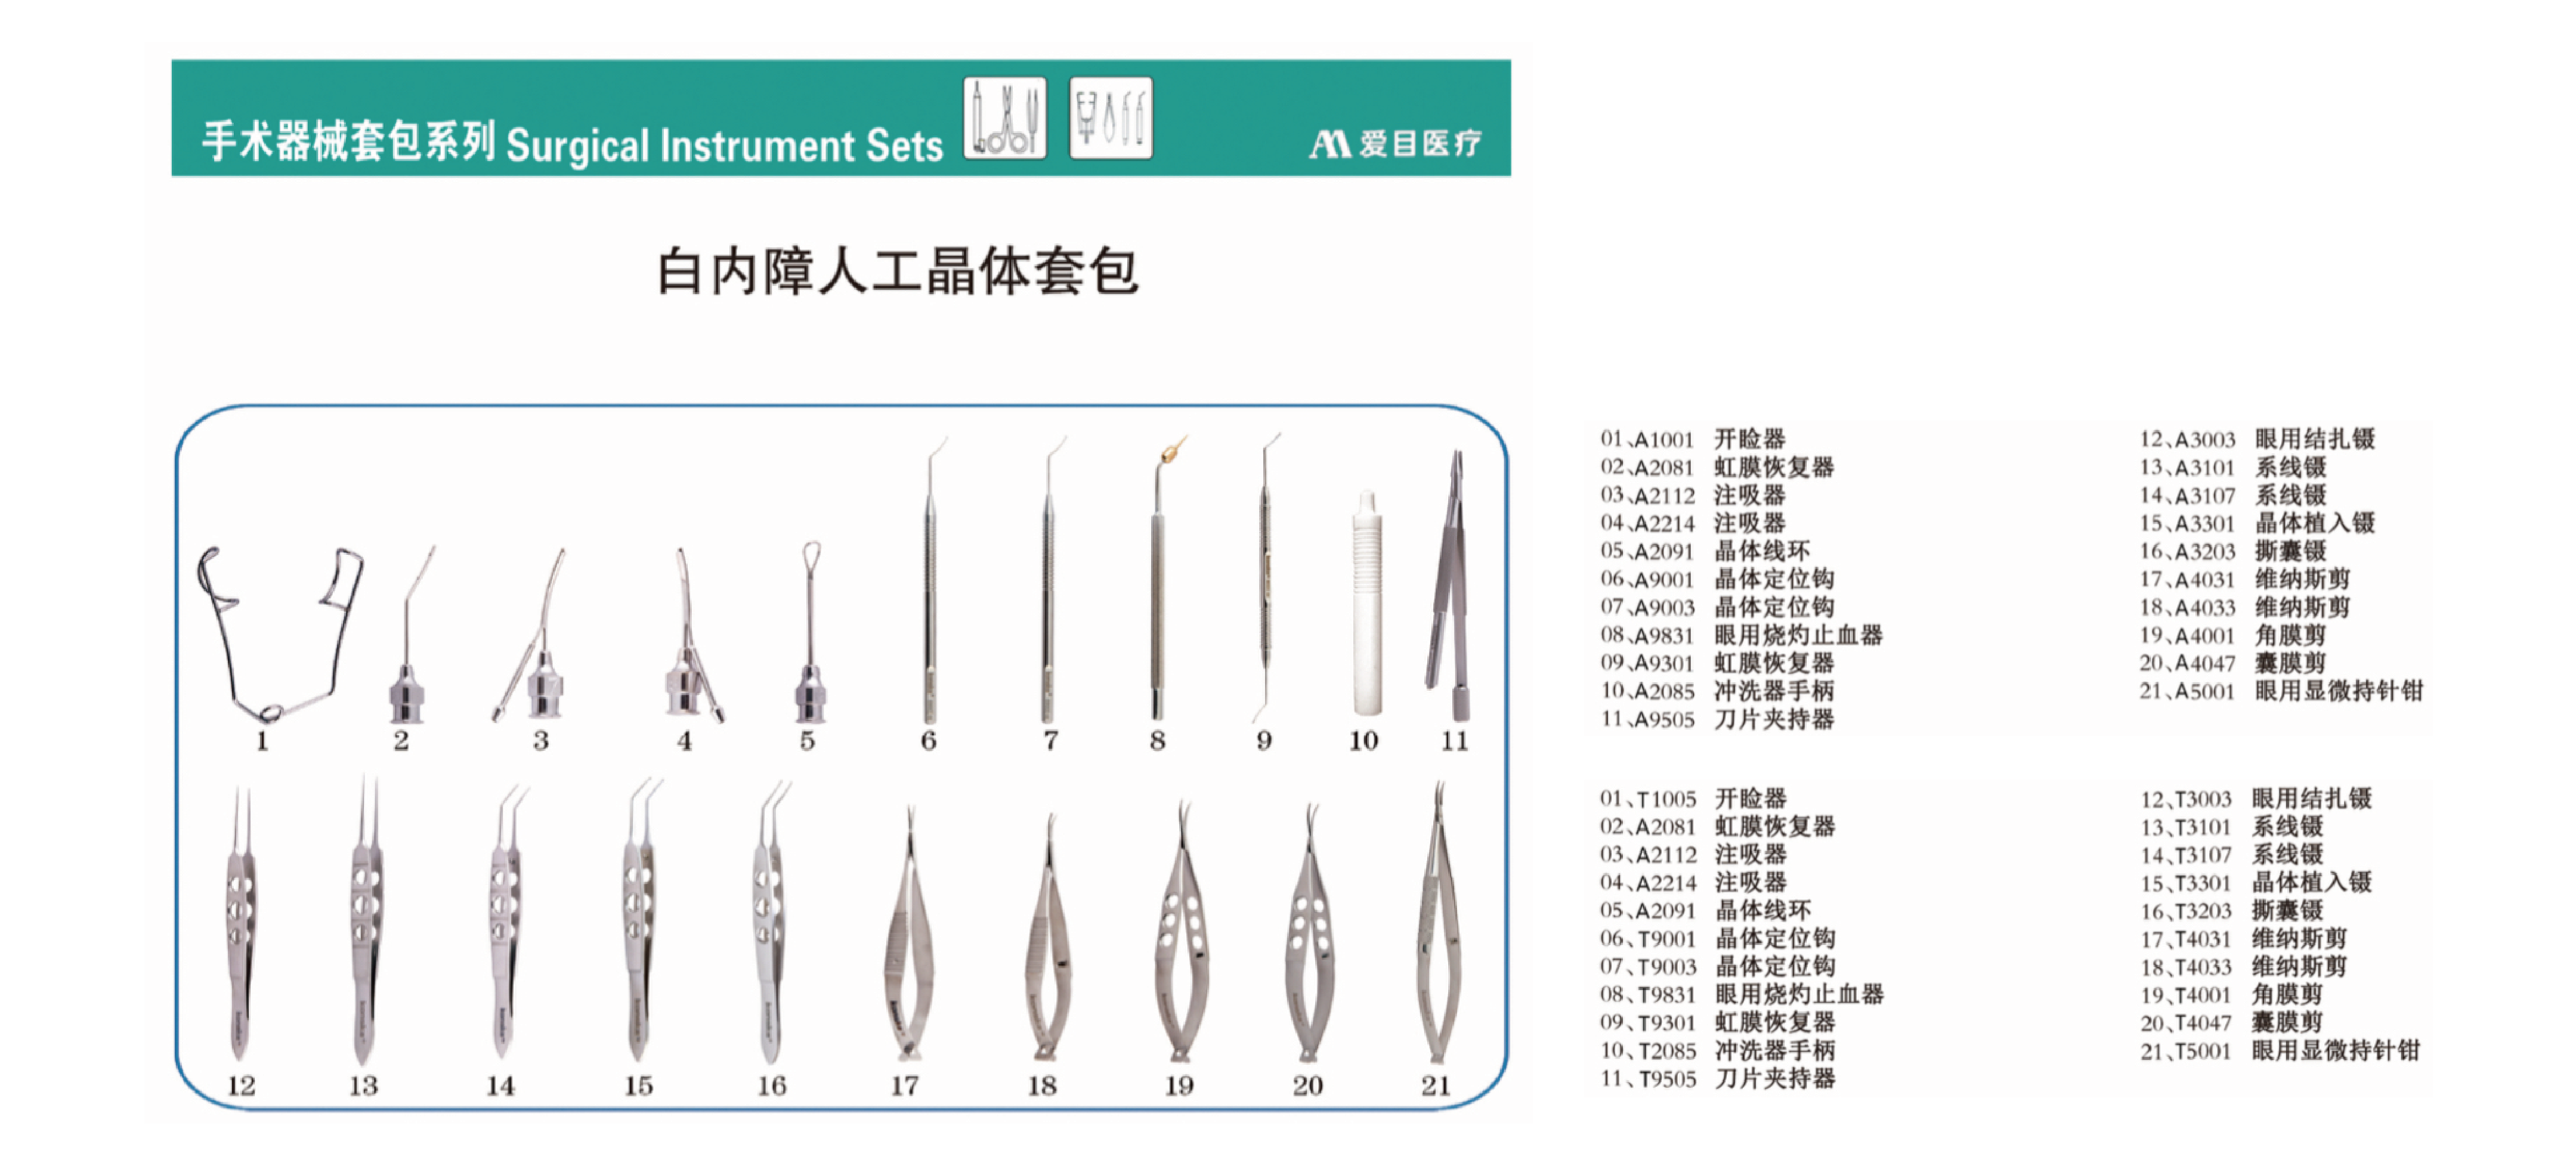 手术器械套包系列 Surgical Instrument Sets
爱目医疗
白内障人工晶体套包
1 2 3 4 5 6 7 8 9 10 11
12 13 14 15 16 17 18 19 20 21
01、A1001 开睑器
02、A2081 虹膜恢复器
03、A2112 注吸器
04、A2214 注吸器
05、A2091 晶体线环
06、A9001 晶体定位钩
07、A9003 晶体定位钩
08、A9831 眼用烧灼止血器
09、A9301 虹膜恢复器
10、A2085 冲洗器手柄
11、A9505 刀片夹持器
12、A3003 眼用结扎镊
13、A3101 系线镊
14、A3107 系线镊
15、A3301 晶体植入镊
16、A3203 撕囊镊
17、A4031 维纳斯剪
18、A4033 维纳斯剪
19、A4001 角膜剪
20、A4047 囊膜剪
21、A5001 眼用显微持针钳
01、T1005 开睑器
02、A2081 虹膜恢复器
03、A2112 注吸器
04、A2214 注吸器
05、A2091 晶体线环
06、T9001 晶体定位钩
07、T9003 晶体定位钩
08、T9831 眼用烧灼止血器
09、T9301 虹膜恢复器
10、T2085 冲洗器手柄
11、T9505 刀片夹持器
12、T3003 眼用结扎镊
13、T3101 系线镊
14、T3107 系线镊
15、T3301 晶体植入镊
16、T3203 撕囊镊
17、T4031 维纳斯剪
18、T4033 维纳斯剪
19、T4001 角膜剪
20、T4047 囊膜剪
21、T5001 眼用显微持针钳